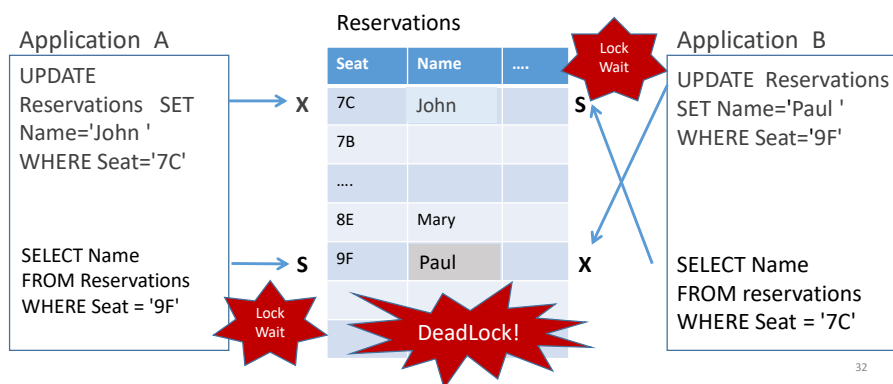 Reservations
Application A
UPDATE
Reservations SET
Name='John '
WHERE Seat='7C'
SELECT Name
FROM Reservations
WHERE Seat = '9F'
X
S
Lock
Wait
Seat Name ....
7C John
7B
....
8E Mary
9F Paul
DeadLock!
Lock
Wait
S
X
Application B
UPDATE Reservations
SET Name='Paul '
WHERE Seat='9F'
SELECT Name
FROM reservations
WHERE Seat = '7C'
32